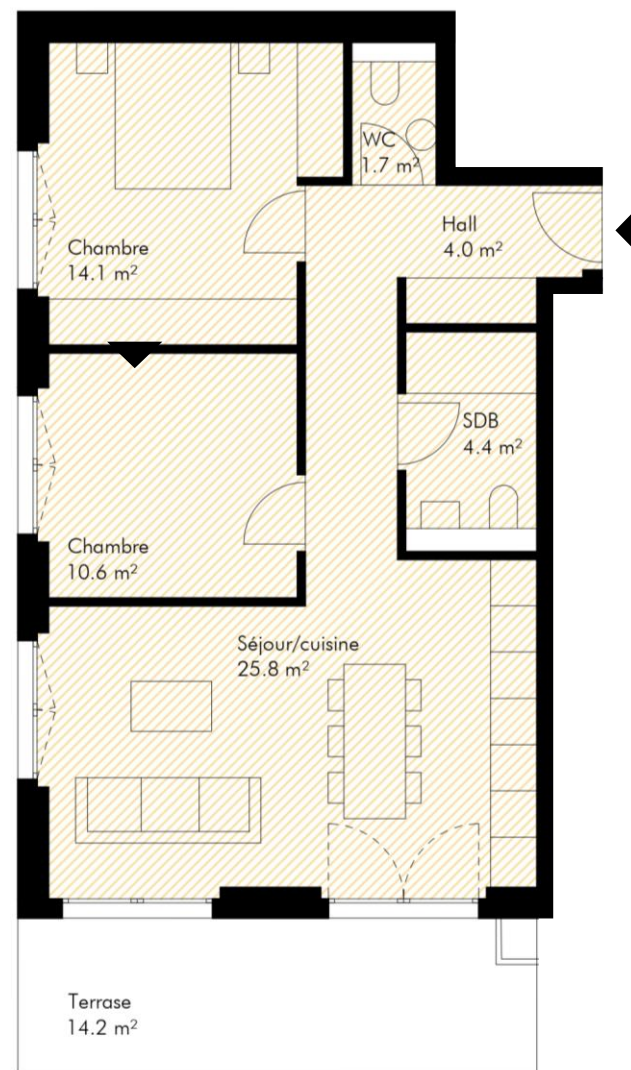 WC
1.7 m²
Hall
4.0 m²
Chambre
14.1 m²
SDB
4.4 m²
Chambre
10.6 m²
Séjour/cuisine
25.8 m²
Terrase
14.2 m²